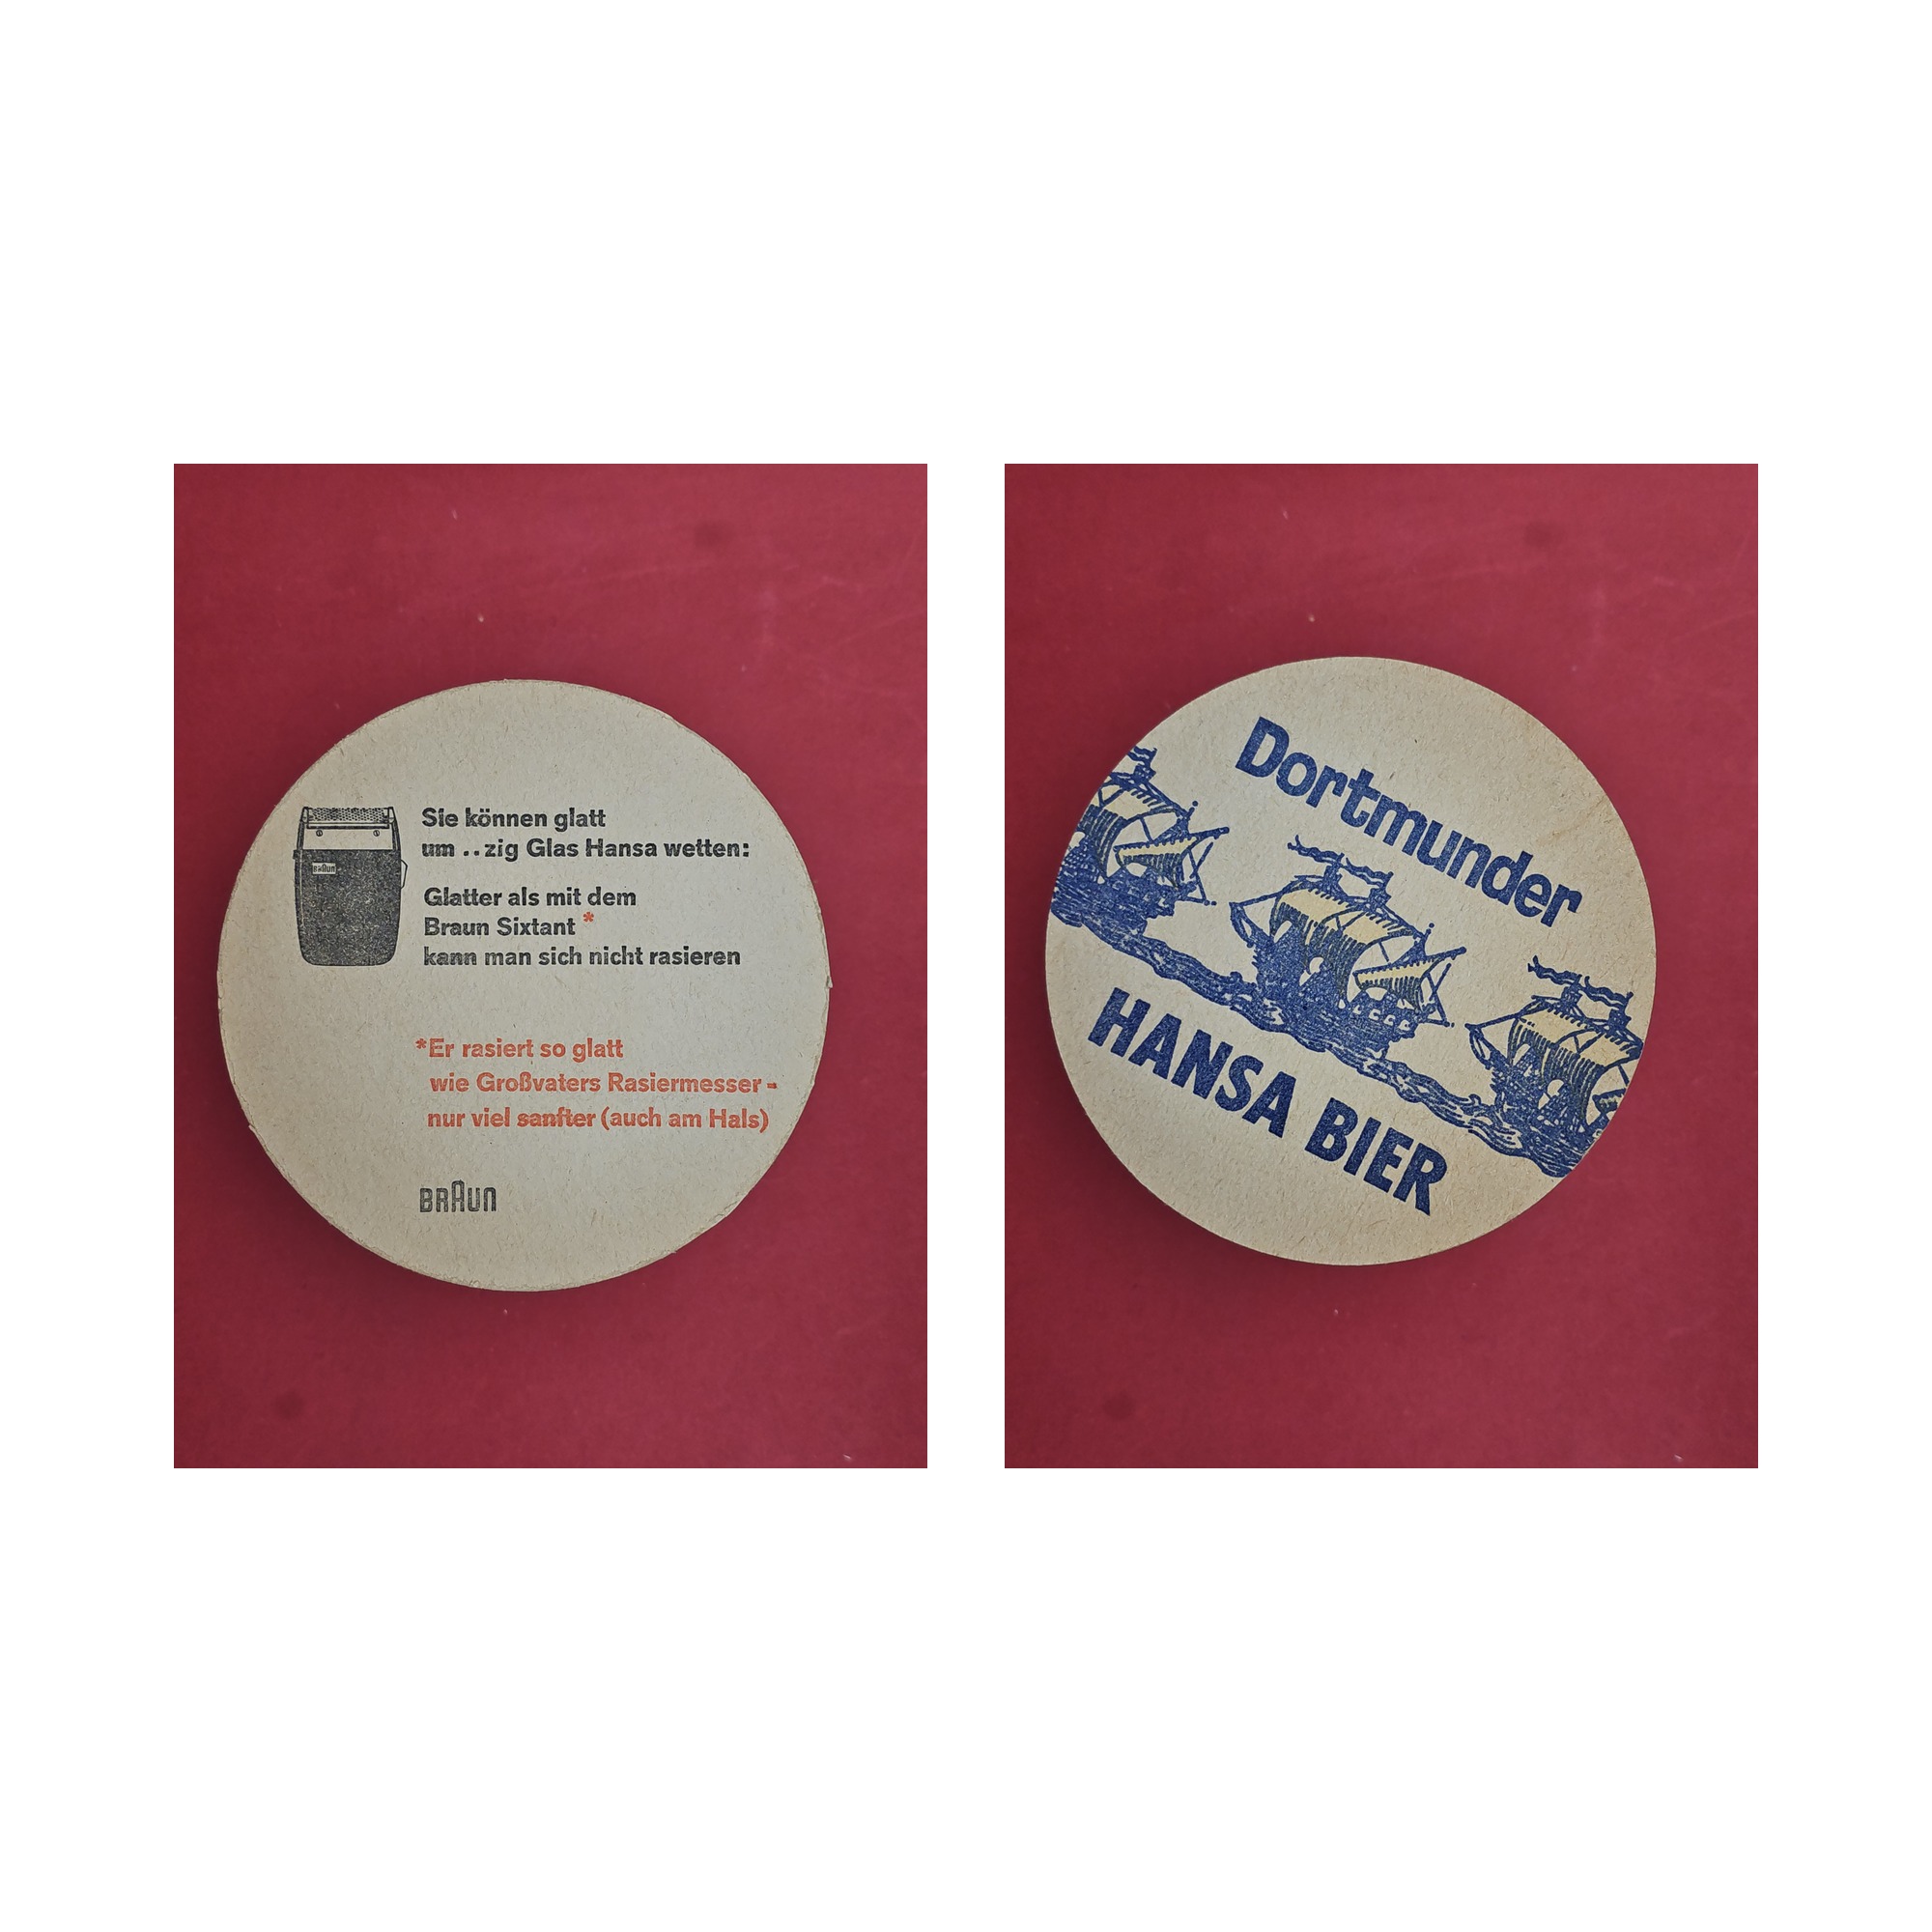 Sie können glatt
um ..zig Glas Hansa wetten:
Glatter als mit dem
Braun Sixtant *
kann man sich nicht rasieren
*Er rasiert so glatt
wie Großvaters Rasiermesser -
nur viel sanfter (auch am Hals)
BRAUN
BRAUN
Dortmunder
HANSA BIER